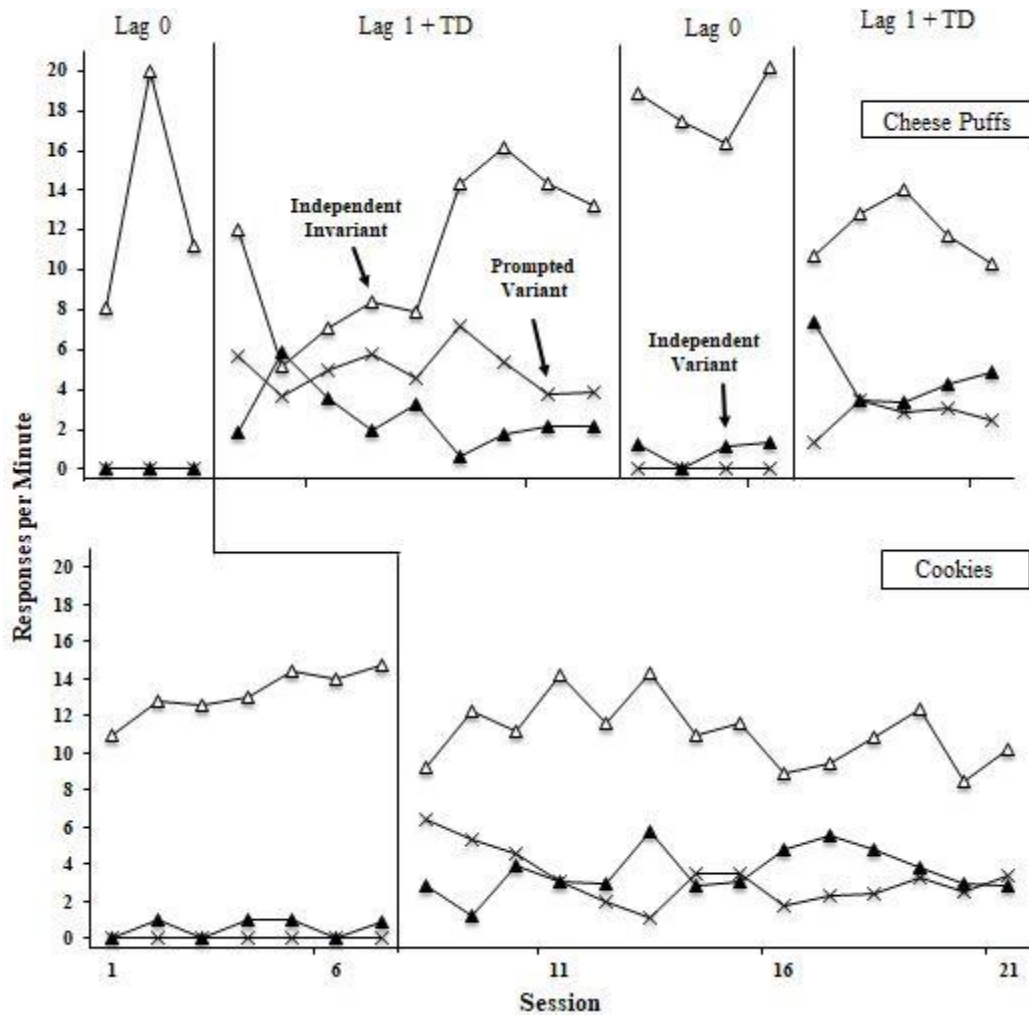 Lag 0
Lag 1 + TD
Lag 0
Lag 1 + TD
20
18
16
14
12
10
8
6
4
2
0
Cheese Puffs
Independent
Invariant
Prompted
Variant
Independent
Variant
Responses per Minute
20
18
16
14
12
10
8
6
4
2
0
Cookies
1
6
11
16
21
Session